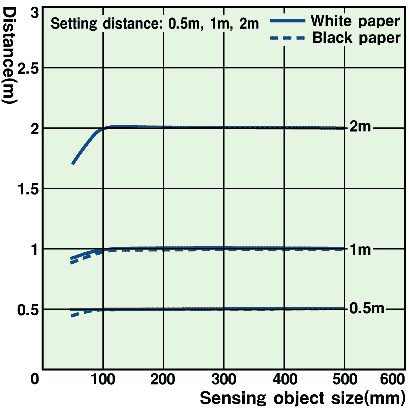 Distance(m)
3
2.5
2
1.5
1
0.5
Setting distance: 0.5m, 1m, 2m
White paper
Black paper
2m
1m
0.5m
0
100
200
300
400
500
600
Sensing object size(mm)